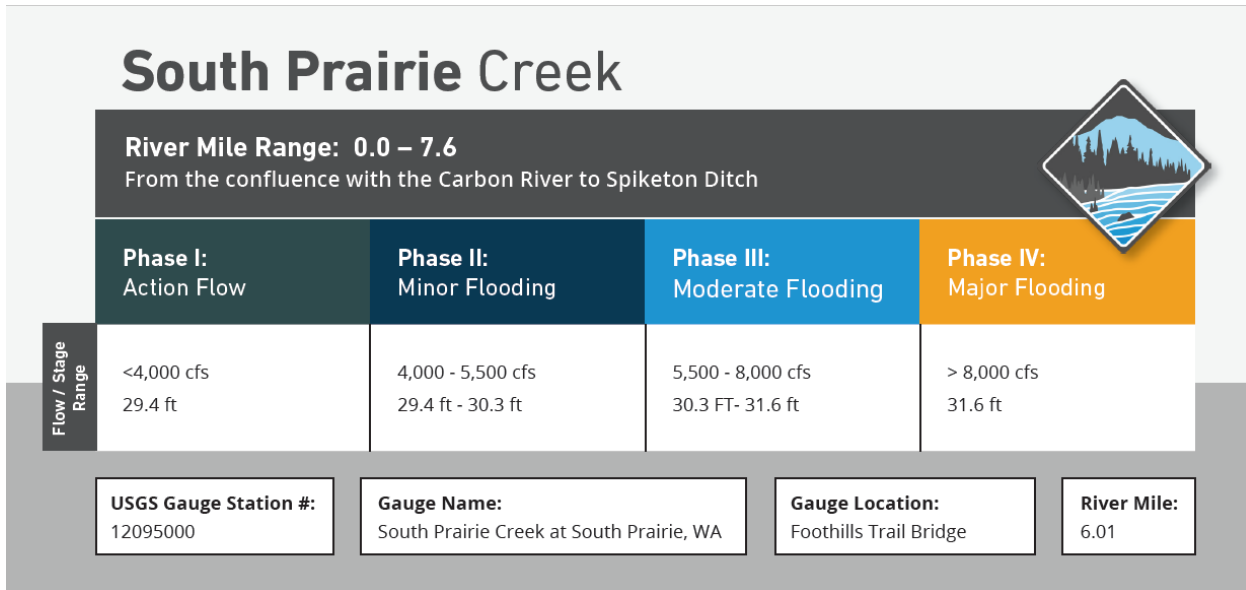 South Prairie Creek
River Mile Range: 0.0 – 7.6
From the confluence with the Carbon River to Spiketon Ditch
Phase I:
Action Flow
Phase II:
Minor Flooding
Phase III:
Moderate Flooding
Phase IV:
Major Flooding
Flow / Stage
Range
<4,000 cfs
29.4 ft
4,000 - 5,500 cfs
29.4 ft - 30.3 ft
5,500 - 8,000 cfs
30.3 FT- 31.6 ft
> 8,000 cfs
31.6 ft
USGS Gauge Station #:
12095000
Gauge Name:
South Prairie Creek at South Prairie, WA
Gauge Location:
Foothills Trail Bridge
River Mile:
6.01